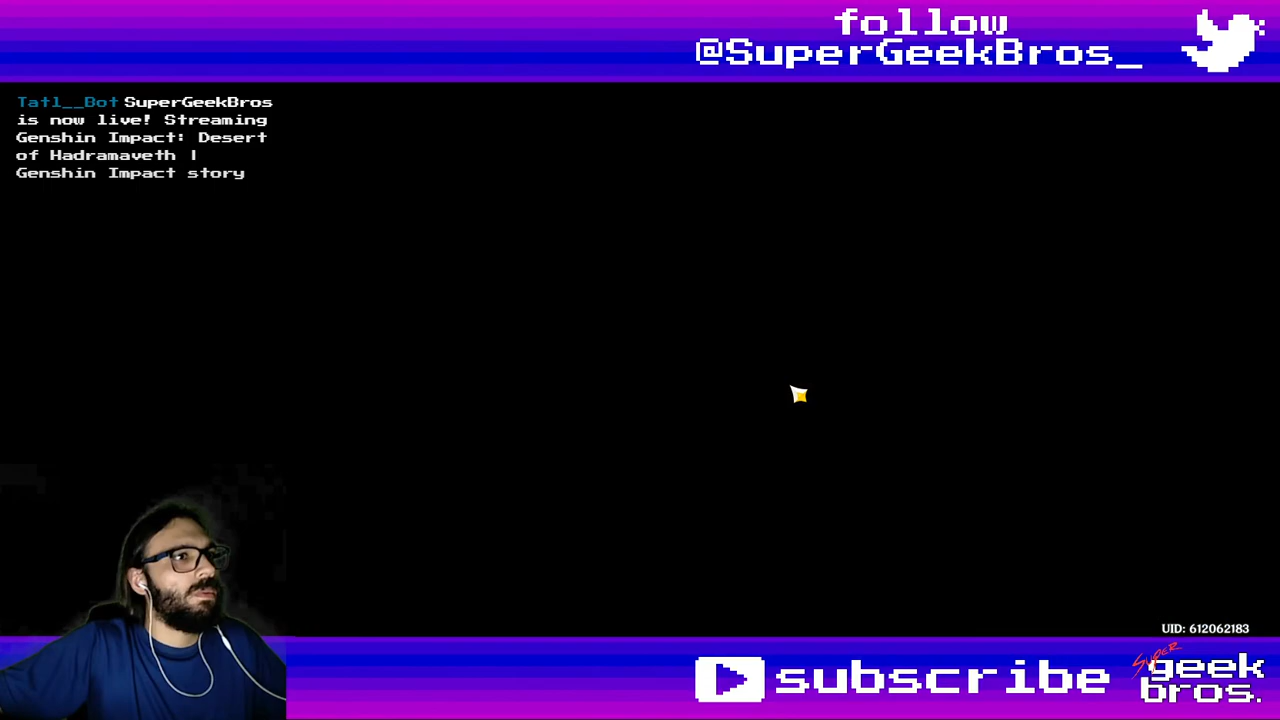 follow
@SuperGeekBros_
Tatl__Bot SuperGeekBros
is now live! Streaming
Genshin Impact: Desert
of Hadramaveth |
Genshin Impact story
UID: 612062183
subscribe
SUPER
geek
bros.